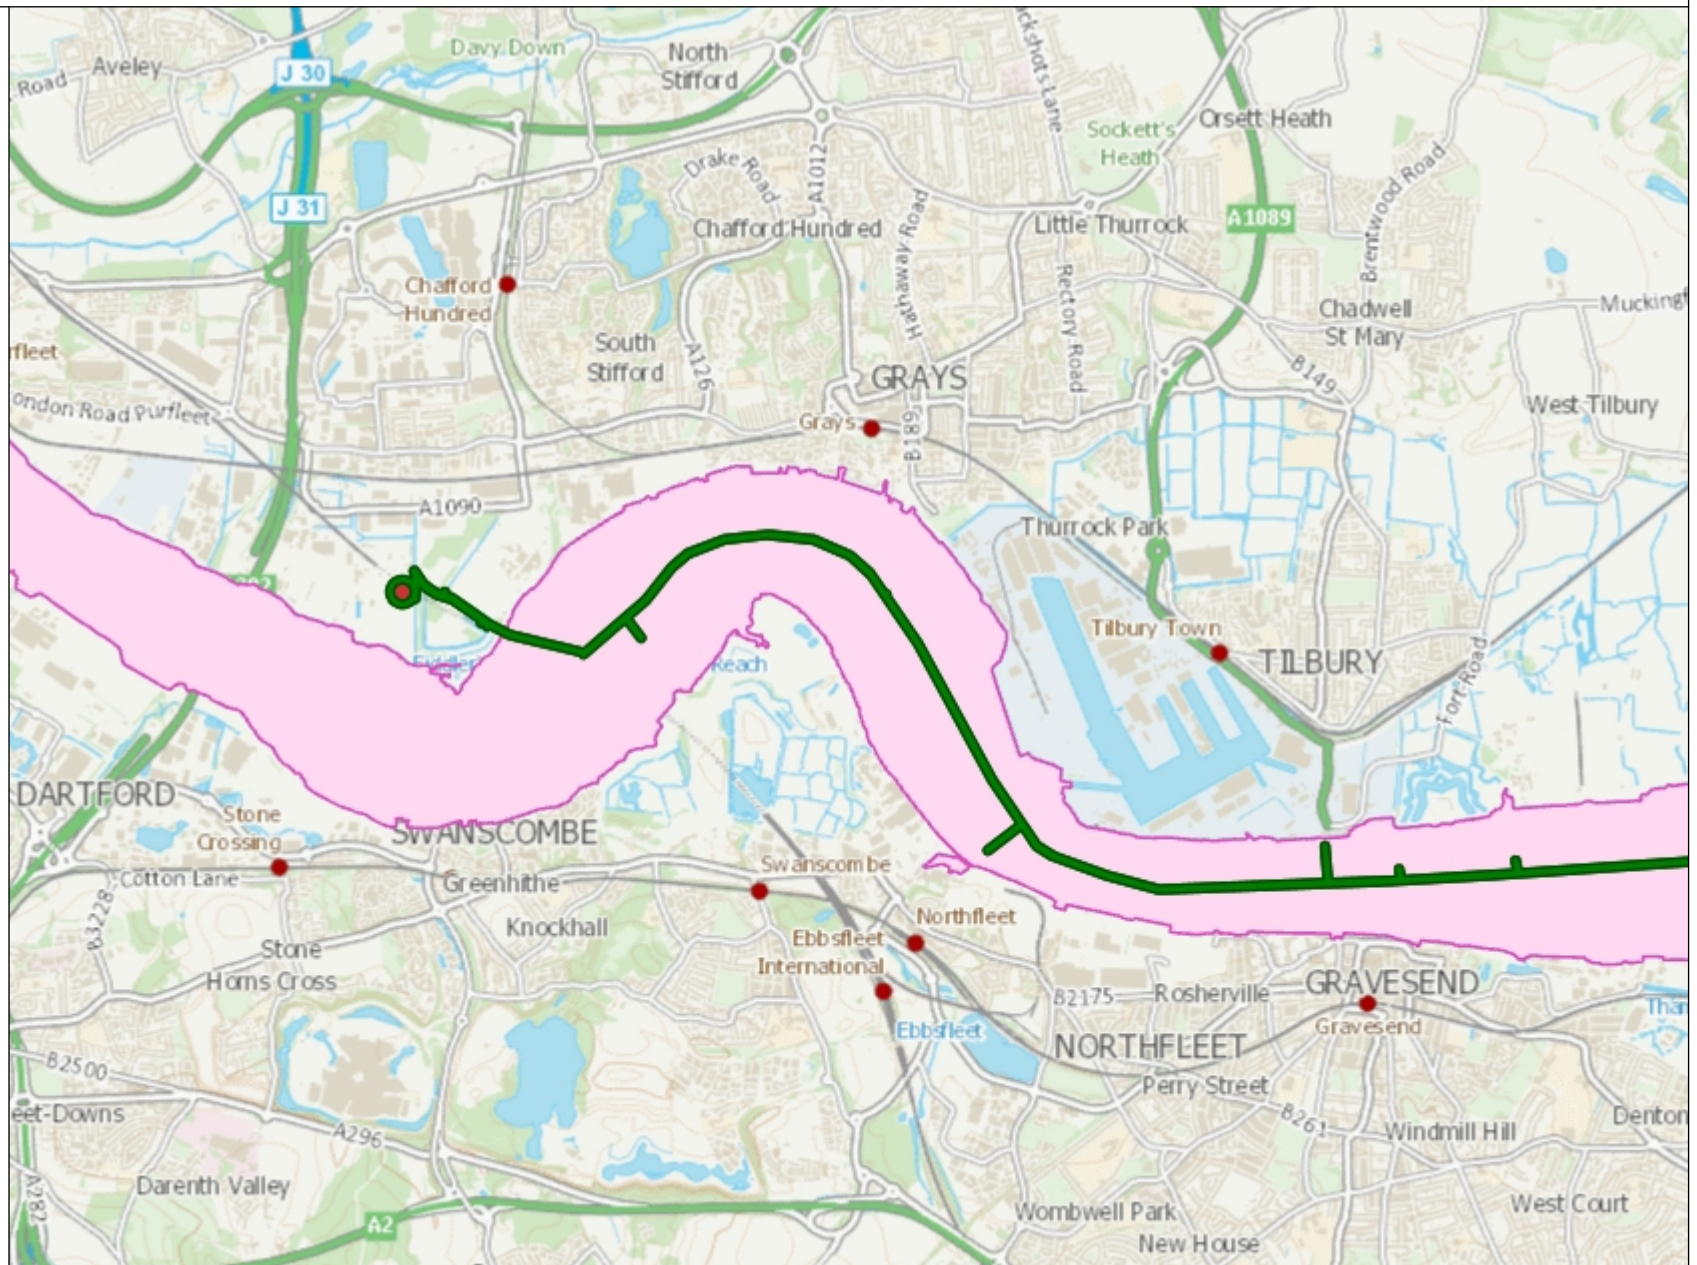 Davy Down
North
Stifford
Aveley
Road
J 30
Orsett Heath
Sockett's
Heath
Drake Road
A1012
Brentwood Road
J 31
A1089
Chafford Hundred
Little Thurrock
Hathaway Road
Rectory Road
Chafford
Hundred
Chadwell
St Mary
South
Stifford
A126
GRAYS
B149
West Tilbury
ondon Road Purfleet
Grays
B189
A1090
Thurrock Park
Tilbury Town
TILBURY
Fiddler
Reach
Fort Road
DARTFORD
Stone
Crossing
SWANSCOMBE
Swanscombe
Cotton Lane
Greenhithe
B3228
Knockhall
Northfleet
Ebbsfleet
International
Stone
Horns Cross
GRAVESEND
B2175
Rosherville
Gravesend
Ebbsfleet
NORTHFLEET
B2500
Perry Street
eet-Downs
B261
Denton
A296
Windmill Hill
Darenth Valley
A282
West Court
A2
Wombwell Park
New House